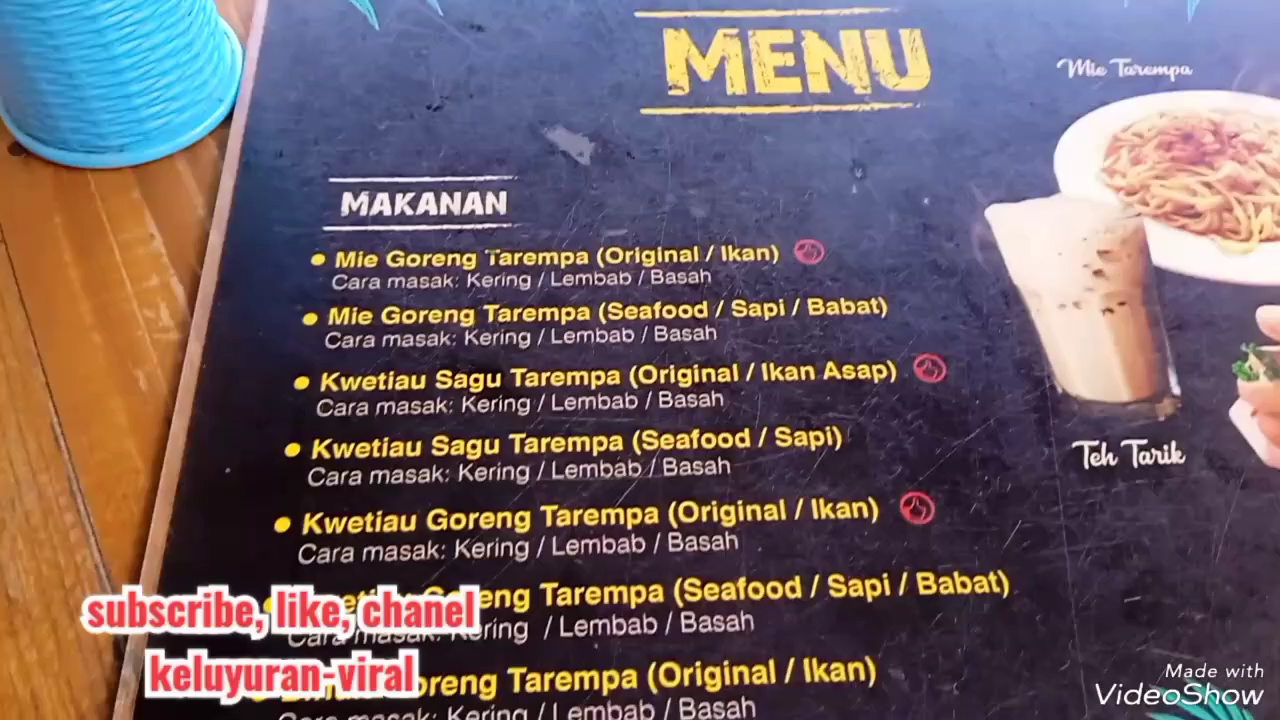 MENU
Mie Tarempa
MAKANAN
Mie Goreng Tarempa (Original / Ikan)
Cara masak: Kering / Lembab / Basah
Mie Goreng Tarempa (Seafood / Sapi / Babat)
Cara masak: Kering / Lembab / Basah
Kwetiau Sagu Tarempa (Original / Ikan Asap)
Cara masak: Kering / Lembab / Basah
Kwetiau Sagu Tarempa (Seafood / Sapi)
Cara masak: Kering / Lembab / Basah
Teh Tarik
Kwetiau Goreng Tarempa (Original / Ikan)
Cara masak: Kering / Lembab / Basah
Tarempa (Seafood / Sapi / Babat)
Cara masak: Kering / Lembab / Basah
Tarempa (Original / Ikan)
Cara masak: Kering / Lembab / Basah
subscribe, like, chanel
keluyuran-viral
Made with
VideoShow